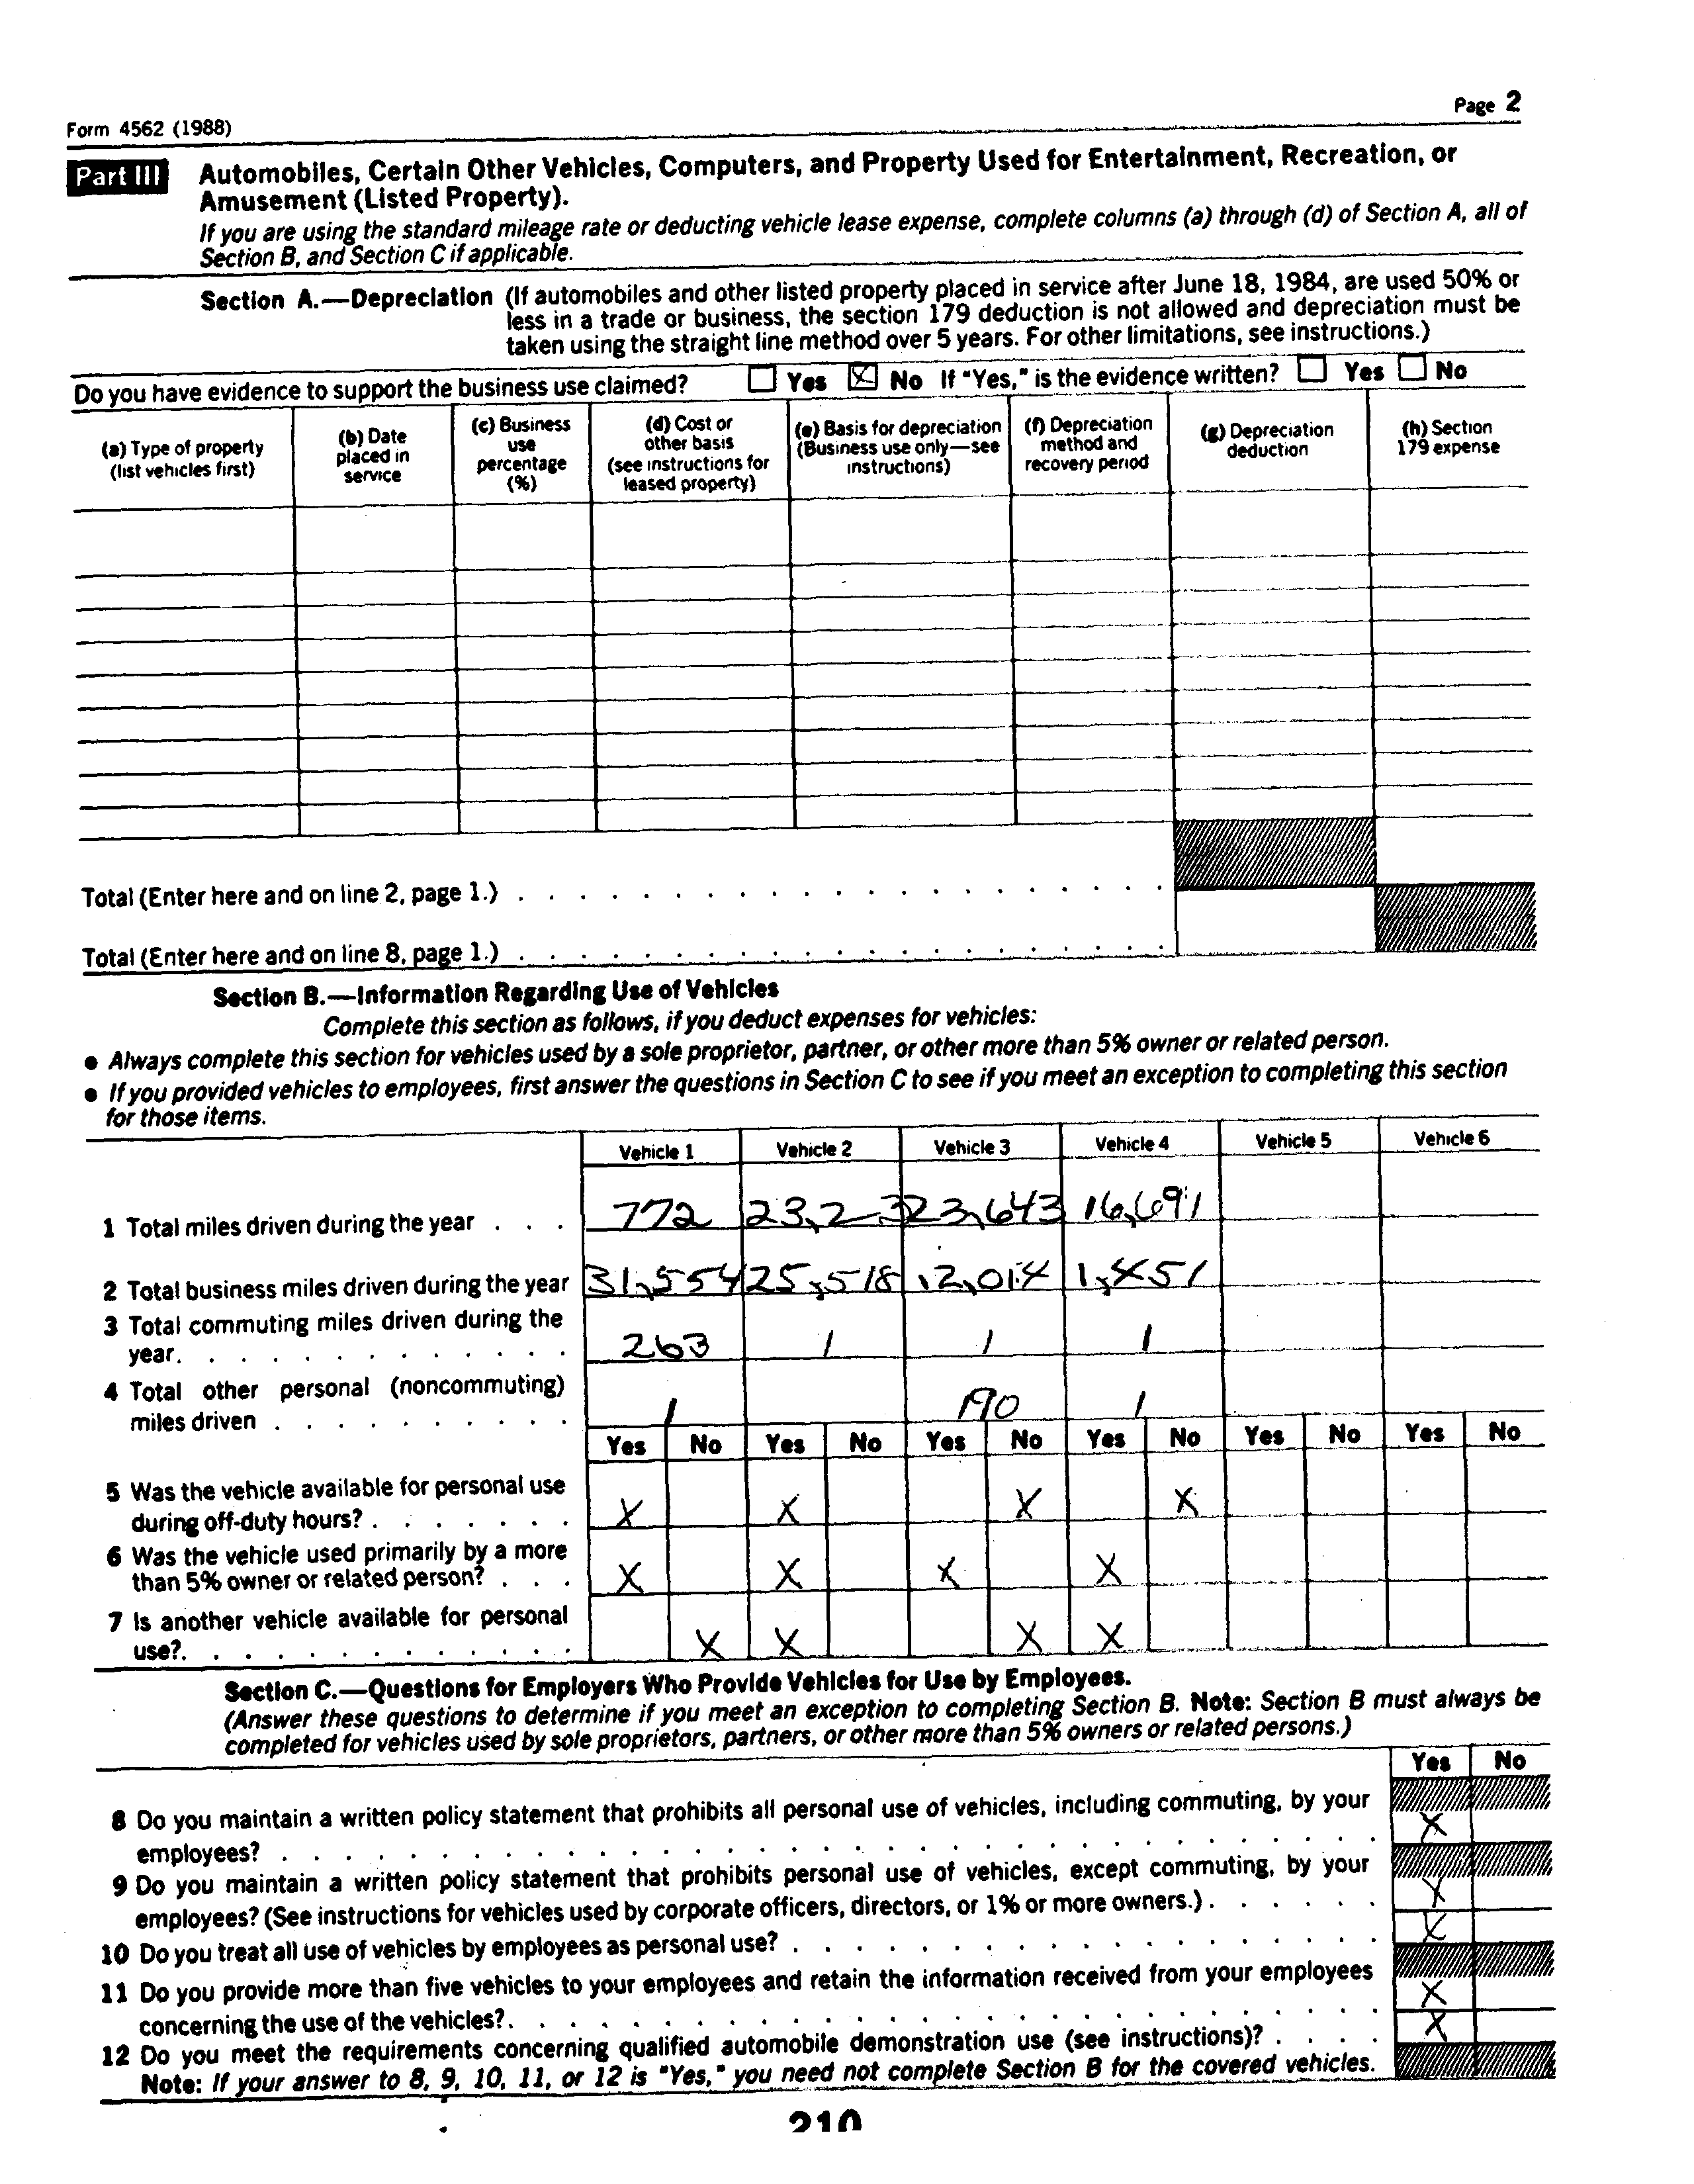 Form 4562 (1988)
Page 2
Part III Automobiles, Certain Other Vehicles, Computers, and Property Used for Entertainment, Recreation, or
Amusement (Listed Property).
If you are using the standard mileage rate or deducting vehicle lease expense, complete columns (a) through (d) of Section A, all of
Section B, and Section C if applicable.
Section A.—Depreciation (If automobiles and other listed property placed in service after June 18, 1984, are used 50% or
less in a trade or business, the section 179 deduction is not allowed and depreciation must be
taken using the straight line method over 5 years. For other limitations, see instructions.)
Do you have evidence to support the business use claimed? Yes X No If "Yes," is the evidence written? Yes No
(a) Type of property
(list vehicles first)
(b) Date
placed in
service
(c) Business
use
percentage
(%)
(d) Cost or
other basis
(see instructions for
leased property)
(e) Basis for depreciation
(Business use only—see
instructions)
(f) Depreciation
method and
recovery period
(g) Depreciation
deduction
(h) Section
179 expense
Total (Enter here and on line 2, page 1.)
Total (Enter here and on line 8, page 1.)
Section B.—Information Regarding Use of Vehicles
Complete this section as follows, if you deduct expenses for vehicles:
● Always complete this section for vehicles used by a sole proprietor, partner, or other more than 5% owner or related person.
● If you provided vehicles to employees, first answer the questions in Section C to see if you meet an exception to completing this section
for those items.
Vehicle 1 Vehicle 2 Vehicle 3 Vehicle 4 Vehicle 5 Vehicle 6
1 Total miles driven during the year . . . 772 23,643 16,691
2 Total business miles driven during the year 31,554 25,518 12,014 1,451
3 Total commuting miles driven during the
year. 263 1 1 1
4 Total other personal (noncommuting)
miles driven 1 190 1
Yes No Yes No Yes No Yes No Yes No Yes No
5 Was the vehicle available for personal use
during off-duty hours? X X X X
6 Was the vehicle used primarily by a more
than 5% owner or related person? X X X X
7 Is another vehicle available for personal
use?. X X X X
Section C.—Questions for Employers Who Provide Vehicles for Use by Employees.
(Answer these questions to determine if you meet an exception to completing Section B. Note: Section B must always be
completed for vehicles used by sole proprietors, partners, or other more than 5% owners or related persons.)
Yes No
8 Do you maintain a written policy statement that prohibits all personal use of vehicles, including commuting, by your
employees? X
9 Do you maintain a written policy statement that prohibits personal use of vehicles, except commuting, by your
employees? (See instructions for vehicles used by corporate officers, directors, or 1% or more owners.) X
10 Do you treat all use of vehicles by employees as personal use? X
11 Do you provide more than five vehicles to your employees and retain the information received from your employees
concerning the use of the vehicles?. X
12 Do you meet the requirements concerning qualified automobile demonstration use (see instructions)? X
Note: If your answer to 8, 9, 10, 11, or 12 is "Yes," you need not complete Section B for the covered vehicles.
210